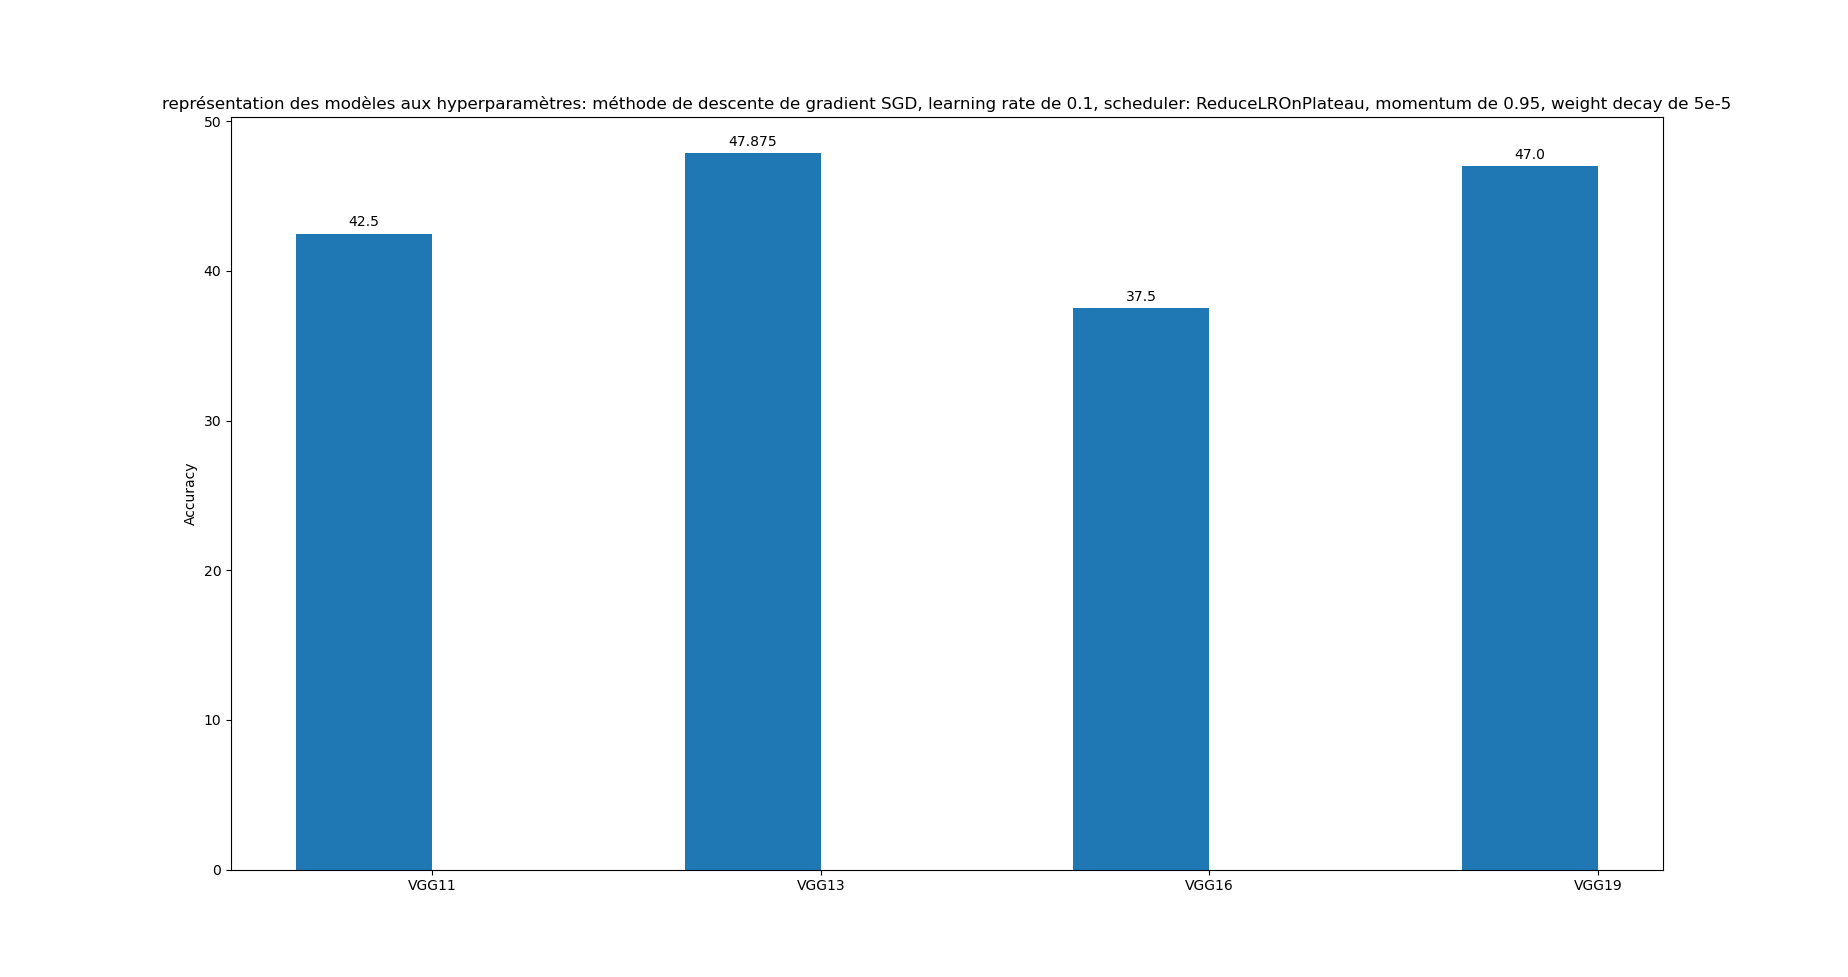 représentation des modèles aux hyperparamètres: méthode de descente de gradient SGD, learning rate de 0.1, scheduler: ReduceLROnPlateau, momentum de 0.95, weight decay de 5e-5
50
40
30
20
10
0
Accuracy
42.5
47.875
37.5
47.0
VGG11
VGG13
VGG16
VGG19